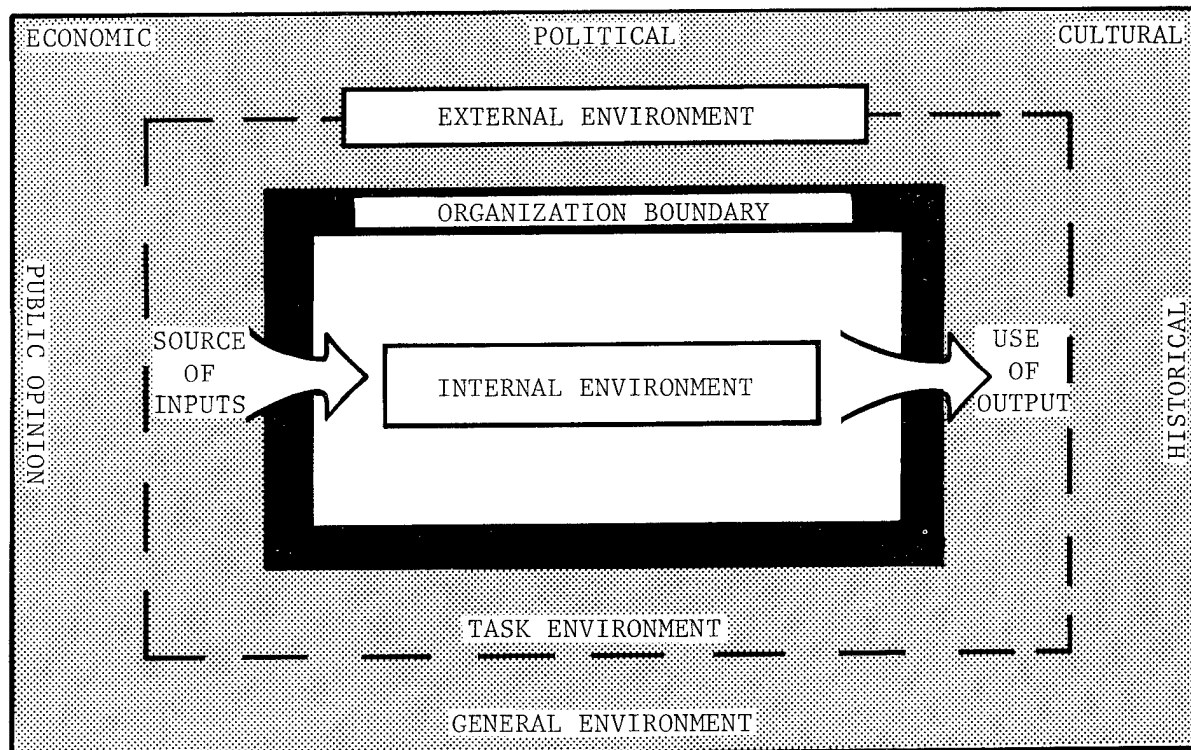 ECONOMIC
POLITICAL
CULTURAL
EXTERNAL ENVIRONMENT
ORGANIZATION BOUNDARY
PUBLIC OPINION
SOURCE
OF
INPUTS
INTERNAL ENVIRONMENT
USE
OF
OUTPUT
HISTORICAL
TASK ENVIRONMENT
GENERAL ENVIRONMENT